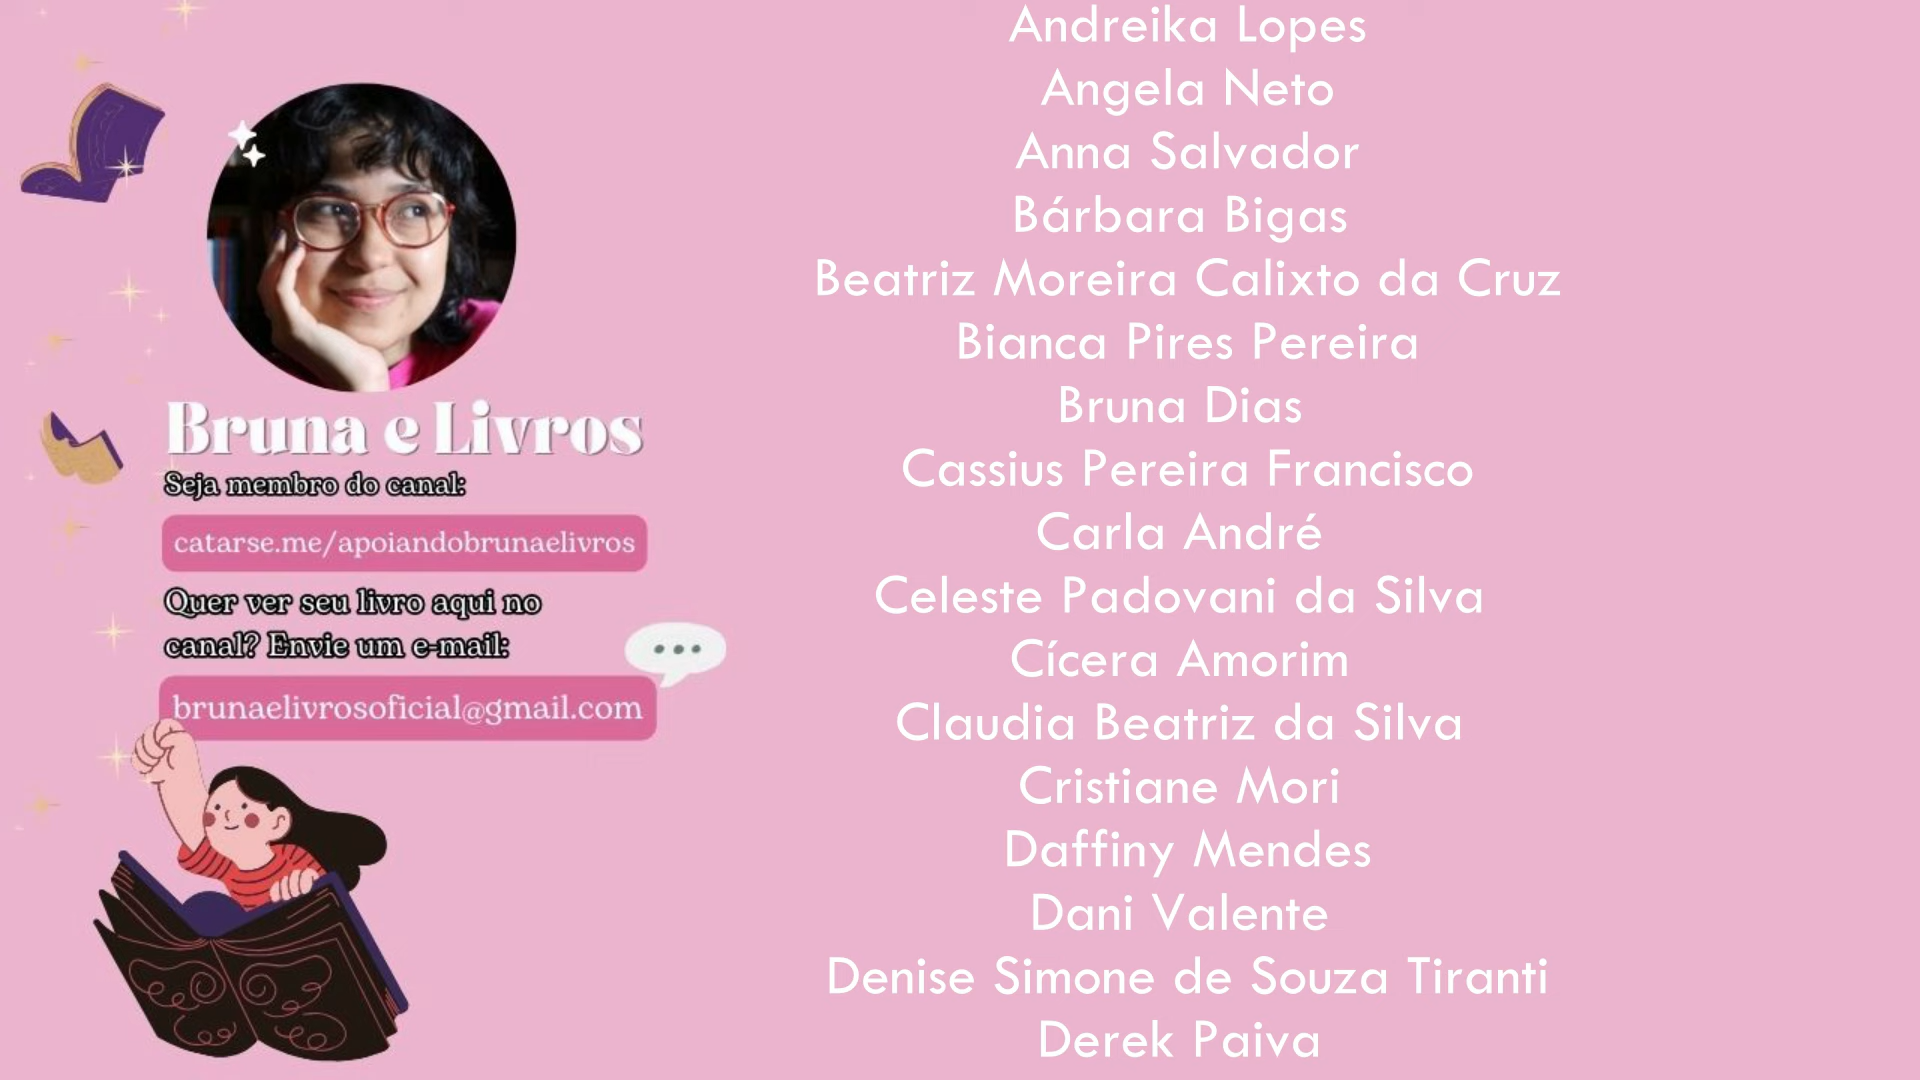 Bruna e Livros
Seja membro do canal:
catarse.me/apoiandobrunaelivros
Quer ver seu livro aqui no
canal? Envie um e-mail:
brunaelivrosoficial@gmail.com
Andreika Lopes
Angela Neto
Anna Salvador
Bárbara Bigas
Beatriz Moreira Calixto da Cruz
Bianca Pires Pereira
Bruna Dias
Cassius Pereira Francisco
Carla André
Celeste Padovani da Silva
Cícera Amorim
Claudia Beatriz da Silva
Cristiane Mori
Daffiny Mendes
Dani Valente
Denise Simone de Souza Tiranti
Derek Paiva